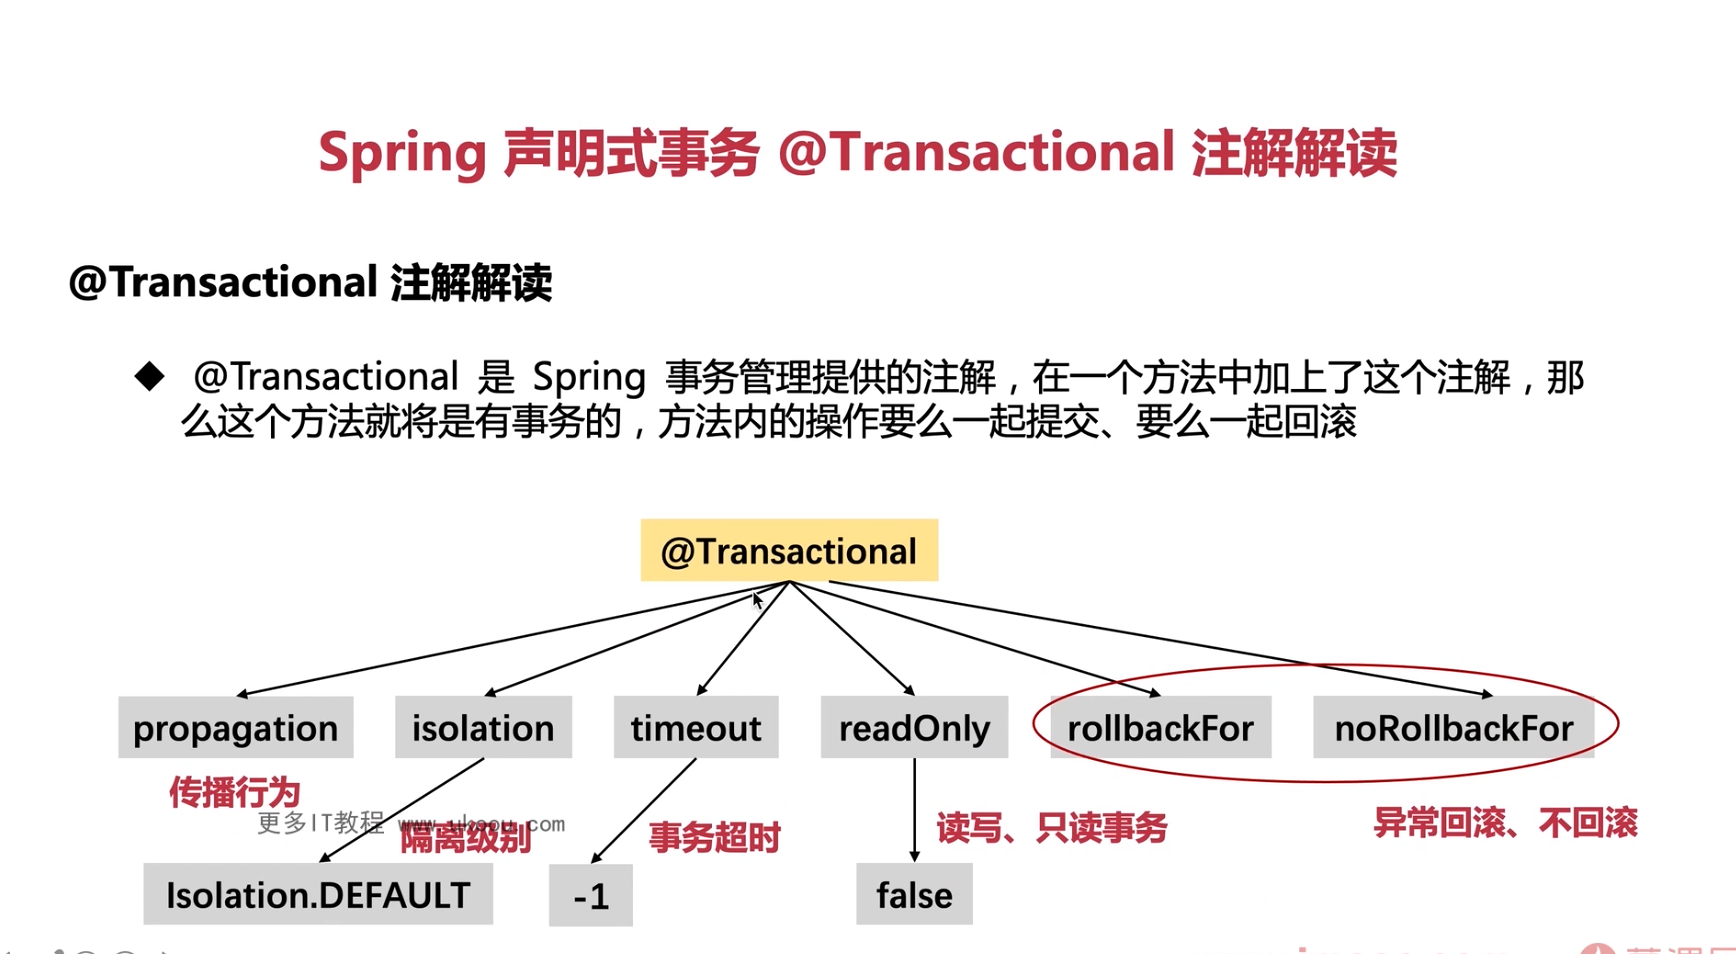 Spring 声明式事务 @Transactional 注解解读
@Transactional 注解解读
@Transactional 是 Spring 事务管理提供的注解，在一个方法中加上了这个注解，那
么这个方法就将是有事务的，方法内的操作要么一起提交、要么一起回滚
@Transactional
propagation isolation timeout readOnly rollbackFor noRollbackFor
传播行为
更多IT教程
隔离级别
事务超时
读写、只读事务
异常回滚、不回滚
Isolation.DEFAULT -1 false